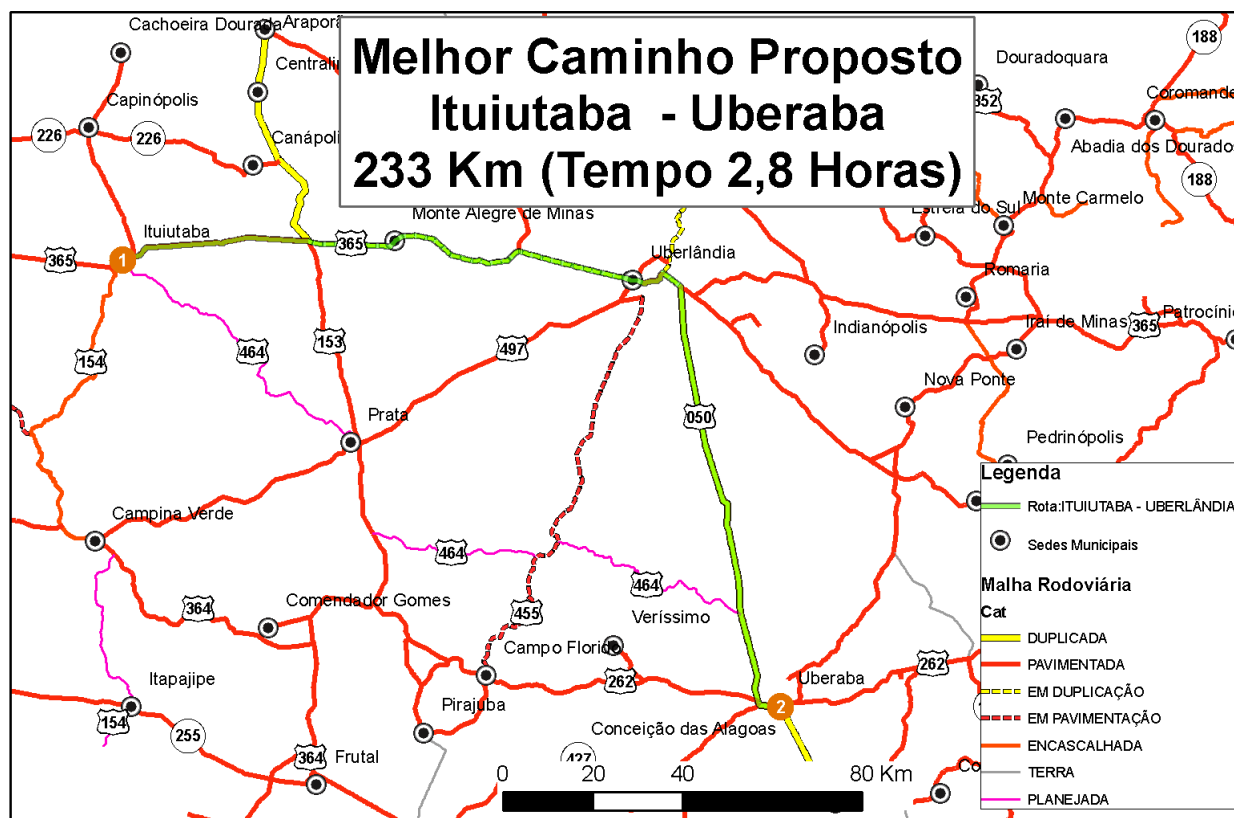 Melhor Caminho Proposto
Ituiutaba - Uberaba
233 Km (Tempo 2,8 Horas)
Cachoeira Dourada
Araporã
Centralin
Capinópolis
226
226
Canápoli
Ituiutaba
1
365
365
Monte Alegre de Minas
Uberlândia
Douradoquara
352
188
Coromande
Abadia dos Dourados
188
Estrela do Sul
Monte Carmelo
Romaria
Indianópolis
Iraí de Minas
365
Patrocínio
Nova Ponte
Pedrinópolis
154
464
153
497
050
Prata
Campina Verde
464
464
364
Comendador Gomes
455
Veríssimo
Campo Florido
262
Uberaba
262
2
Itapajipe
154
255
Pirajuba
Conceição das Alagoas
364
Frutal
427
0 20 40 80 Km
Legenda
Rota:ITUIUTABA - UBERLÂNDIA
Sedes Municipais
Malha Rodoviária
Cat
DUPLICADA
PAVIMENTADA
EM DUPLICAÇÃO
EM PAVIMENTAÇÃO
ENCASCALHADA
TERRA
PLANEJADA